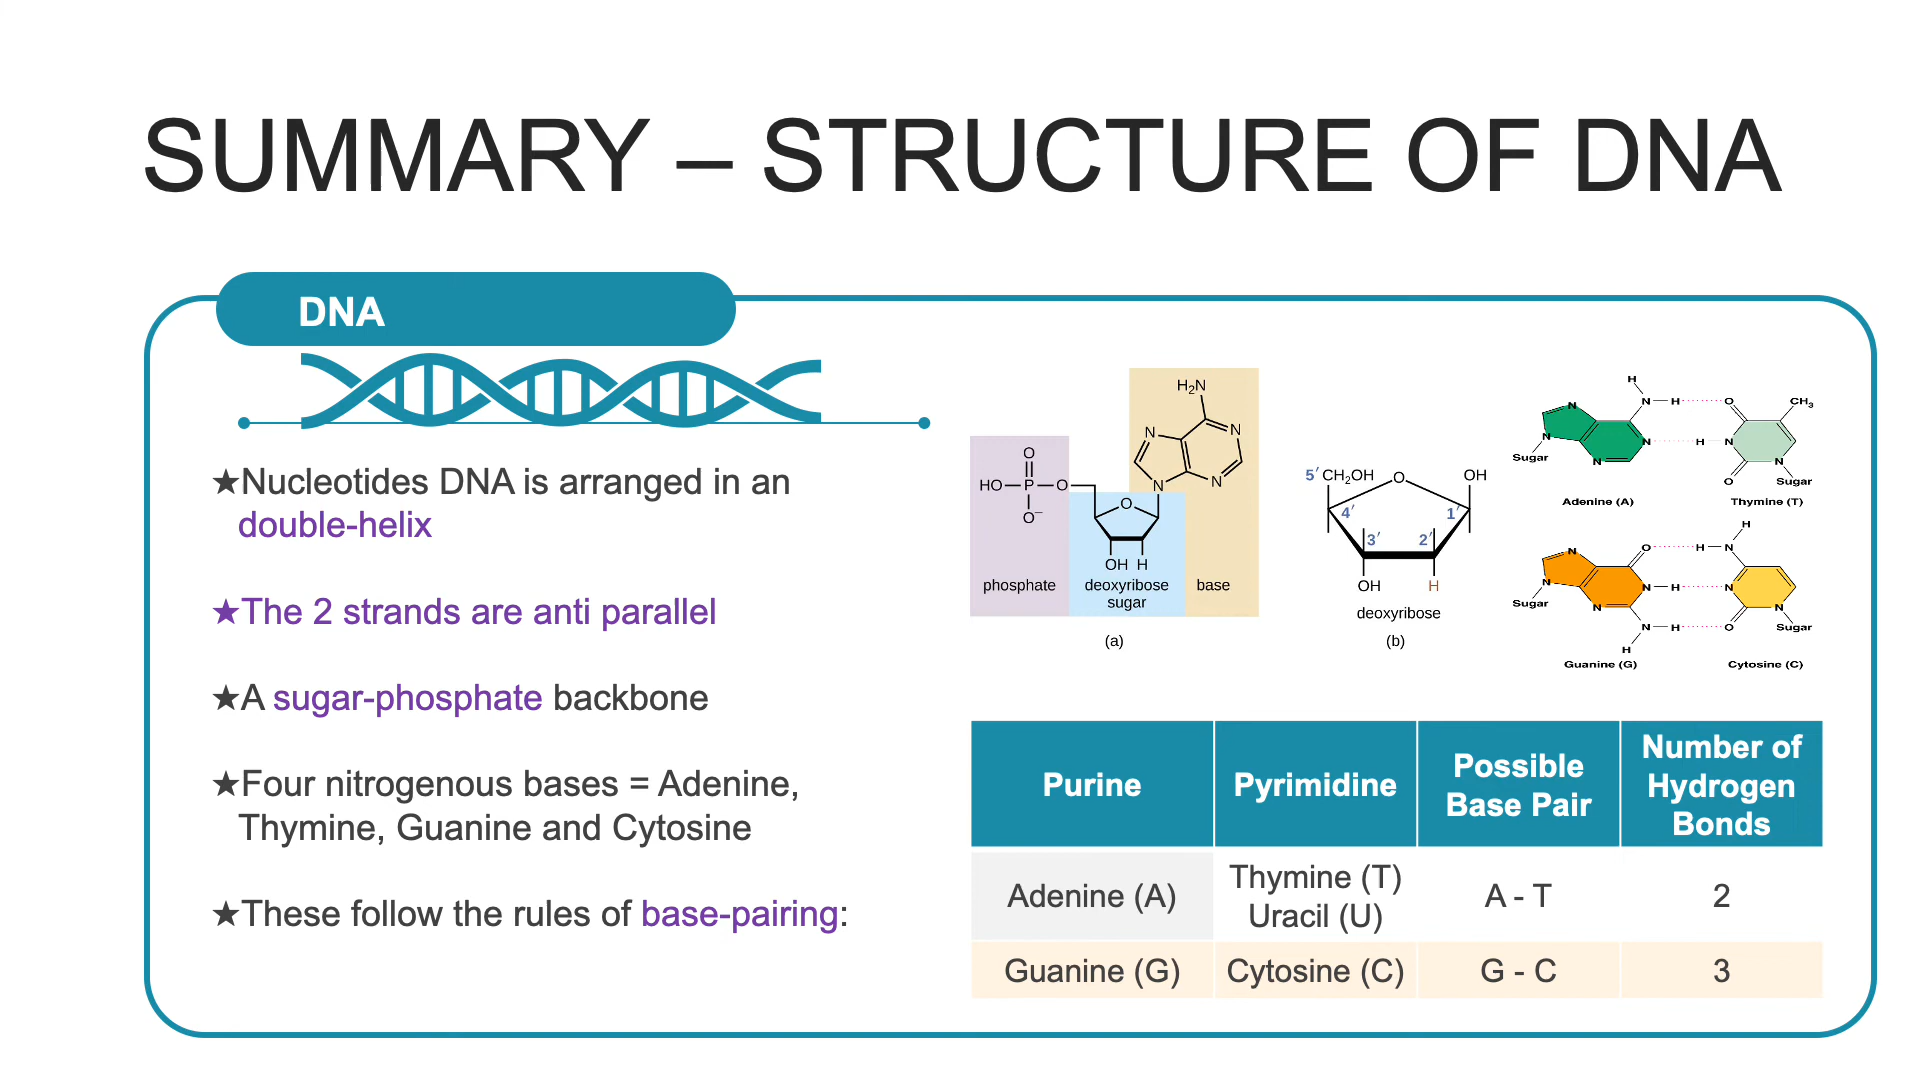 SUMMARY – STRUCTURE OF DNA
DNA
★Nucleotides DNA is arranged in an
double-helix
★The 2 strands are anti parallel
★A sugar-phosphate backbone
★Four nitrogenous bases = Adenine,
Thymine, Guanine and Cytosine
★These follow the rules of base-pairing:
H₂N
N N
N N
O
HO P O
O⁻
O
OH H
phosphate
deoxyribose
sugar
base
(a)
5′ CH₂OH O OH
4′ 1′
3′ 2′
OH H
deoxyribose
(b)
H
N H O CH₃
N
N N H N
Sugar
N N
O Sugar
Adenine (A) Thymine (T)
H
O H N
N
N N H N
Sugar
N N
N H O Sugar
H
Guanine (G) Cytosine (C)
Purine Pyrimidine Possible Base Pair Number of Hydrogen Bonds
Adenine (A) Thymine (T) Uracil (U) A - T 2
Guanine (G) Cytosine (C) G - C 3